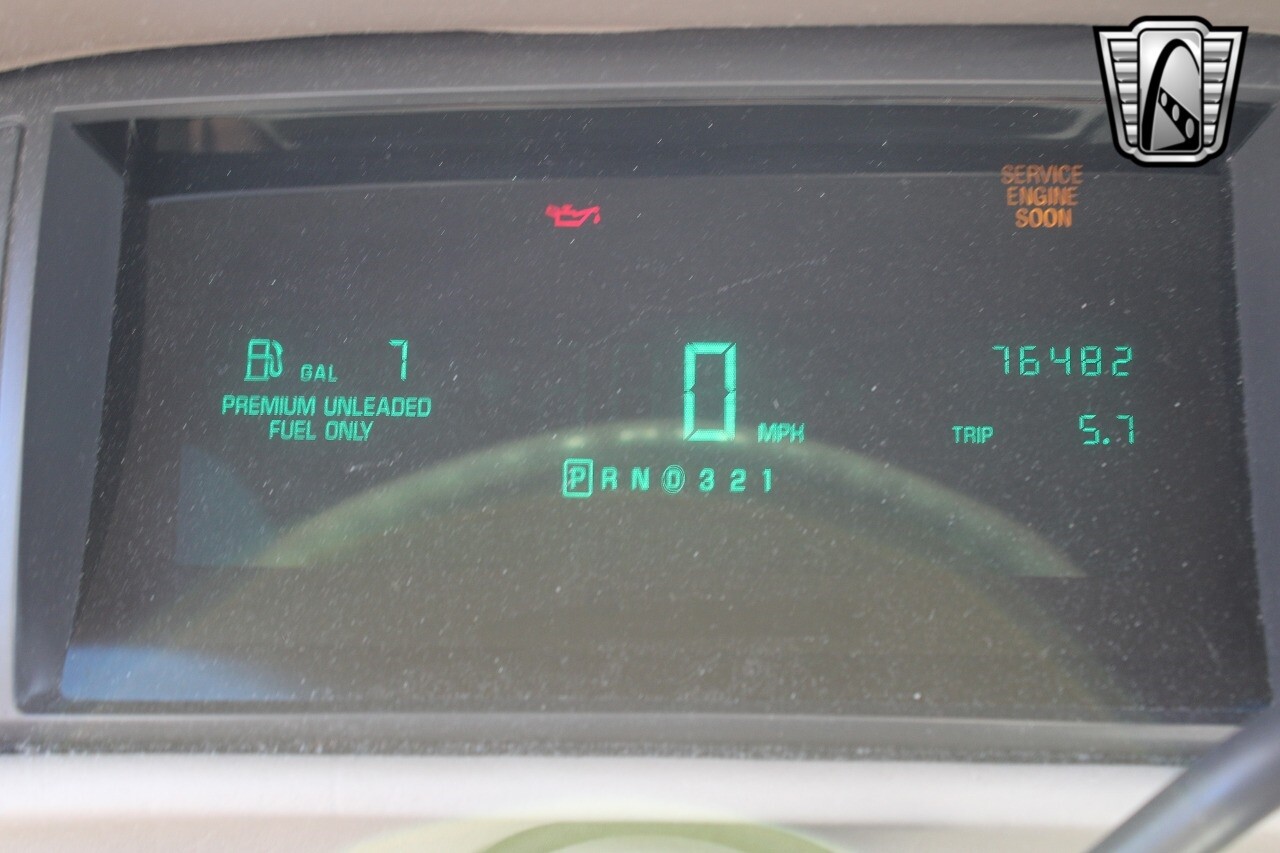 SERVICE
ENGINE
SOON
GAL 7
PREMIUM UNLEADED
FUEL ONLY
0 MPH
76482
TRIP 5.7
P R N D 3 2 1